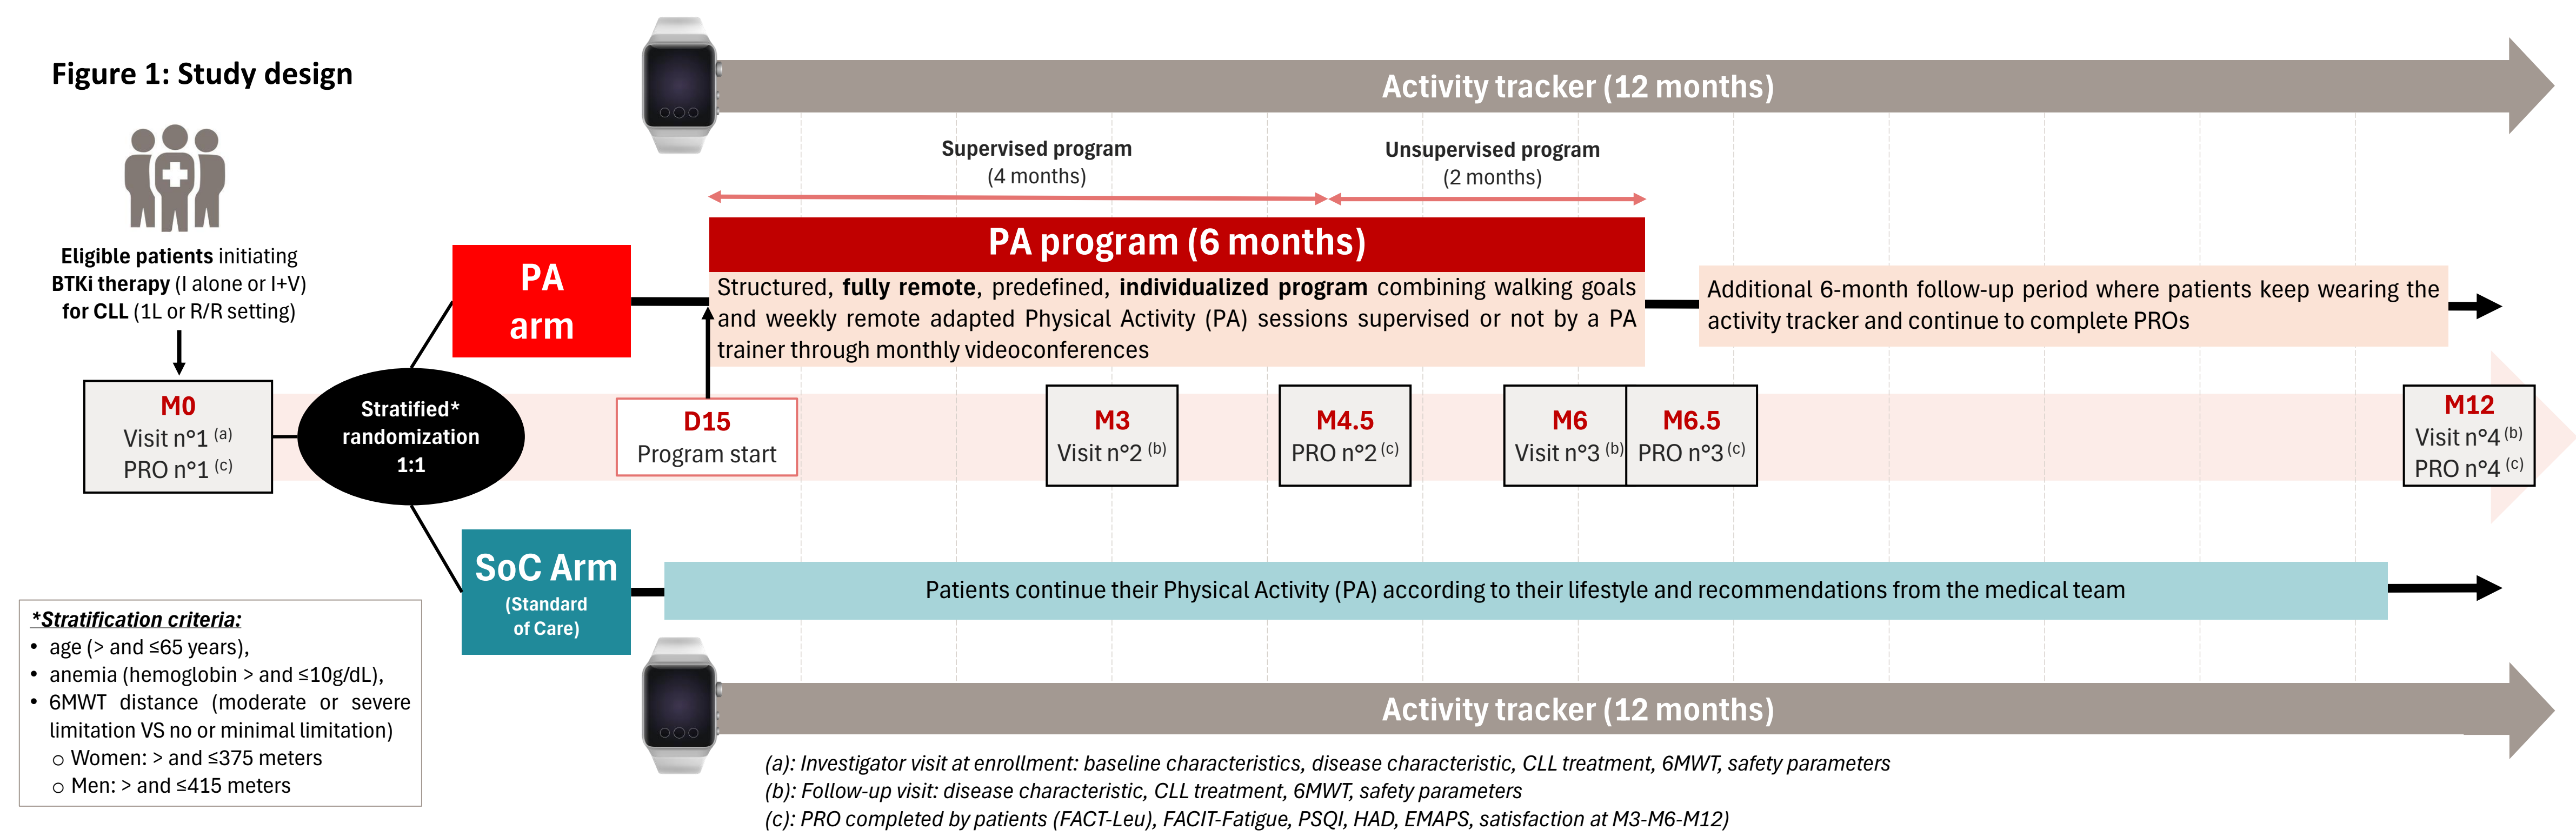 Figure 1: Study design
Activity tracker (12 months)
Supervised program
(4 months)
Unsupervised program
(2 months)
Eligible patients initiating
BTKi therapy (I alone or I+V)
for CLL (1L or R/R setting)
PA
arm
PA program (6 months)
Structured, fully remote, predefined, individualized program combining walking goals
and weekly remote adapted Physical Activity (PA) sessions supervised or not by a PA
trainer through monthly videoconferences
Additional 6-month follow-up period where patients keep wearing the
activity tracker and continue to complete PROs
M0
Visit n°1 (a)
PRO n°1 (c)
Stratified*
randomization
1:1
D15
Program start
M3
Visit n°2 (b)
M4.5
PRO n°2 (c)
M6
Visit n°3 (b)
M6.5
PRO n°3 (c)
M12
Visit n°4 (b)
PRO n°4 (c)
SoC Arm
(Standard
of Care)
Patients continue their Physical Activity (PA) according to their lifestyle and recommendations from the medical team
*Stratification criteria:
• age (> and ≤65 years),
• anemia (hemoglobin > and ≤10g/dL),
• 6MWT distance (moderate or severe
limitation VS no or minimal limitation)
o Women: > and ≤375 meters
o Men: > and ≤415 meters
Activity tracker (12 months)
(a): Investigator visit at enrollment: baseline characteristics, disease characteristic, CLL treatment, 6MWT, safety parameters
(b): Follow-up visit: disease characteristic, CLL treatment, 6MWT, safety parameters
(c): PRO completed by patients (FACT-Leu), FACIT-Fatigue, PSQI, HAD, EMAPS, satisfaction at M3-M6-M12)